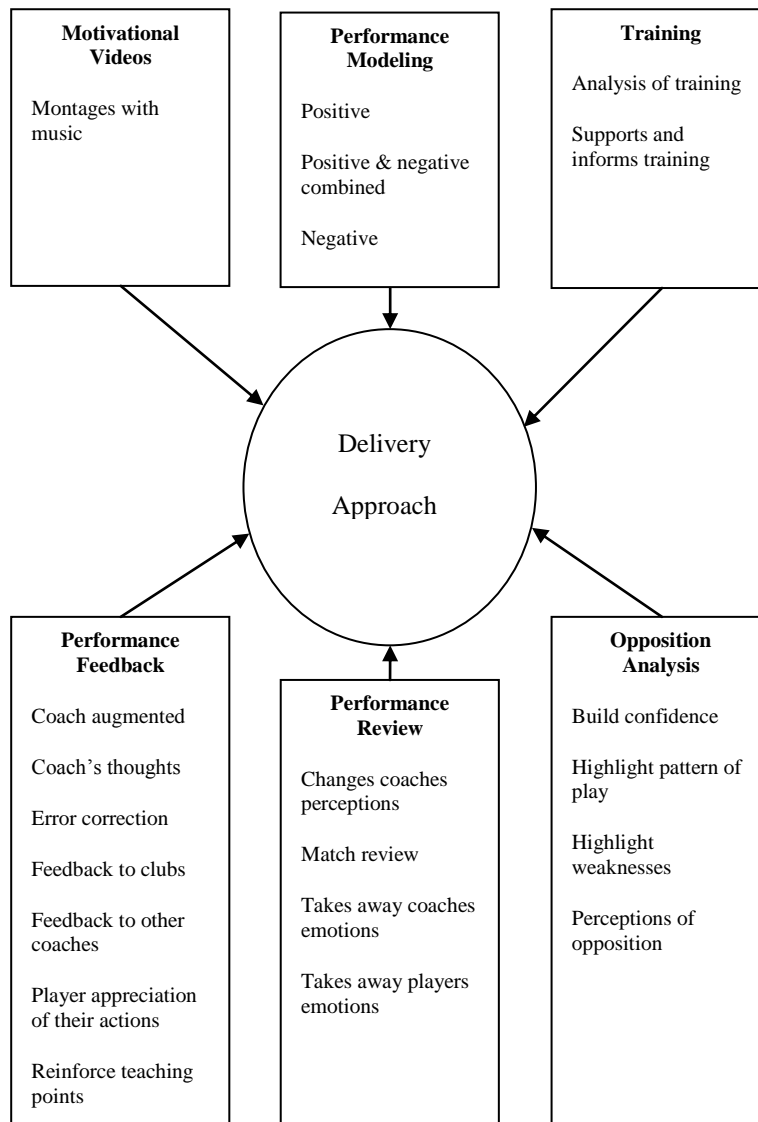 Motivational
Videos
Montages with
music
Performance
Modeling
Positive
Positive & negative
combined
Negative
Training
Analysis of training
Supports and
informs training
Delivery
Approach
Performance
Feedback
Coach augmented
Coach's thoughts
Error correction
Feedback to clubs
Feedback to other
coaches
Player appreciation
of their actions
Reinforce teaching
points
Performance
Review
Changes coaches
perceptions
Match review
Takes away coaches
emotions
Takes away players
emotions
Opposition
Analysis
Build confidence
Highlight pattern of
play
Highlight
weaknesses
Perceptions of
opposition